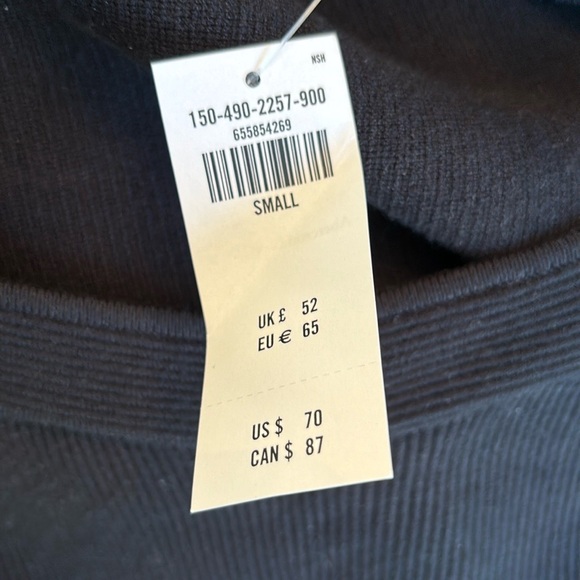 NSH
150-490-2257-900
655854269
SMALL
UK £ 52
EU € 65
US $ 70
CAN $ 87